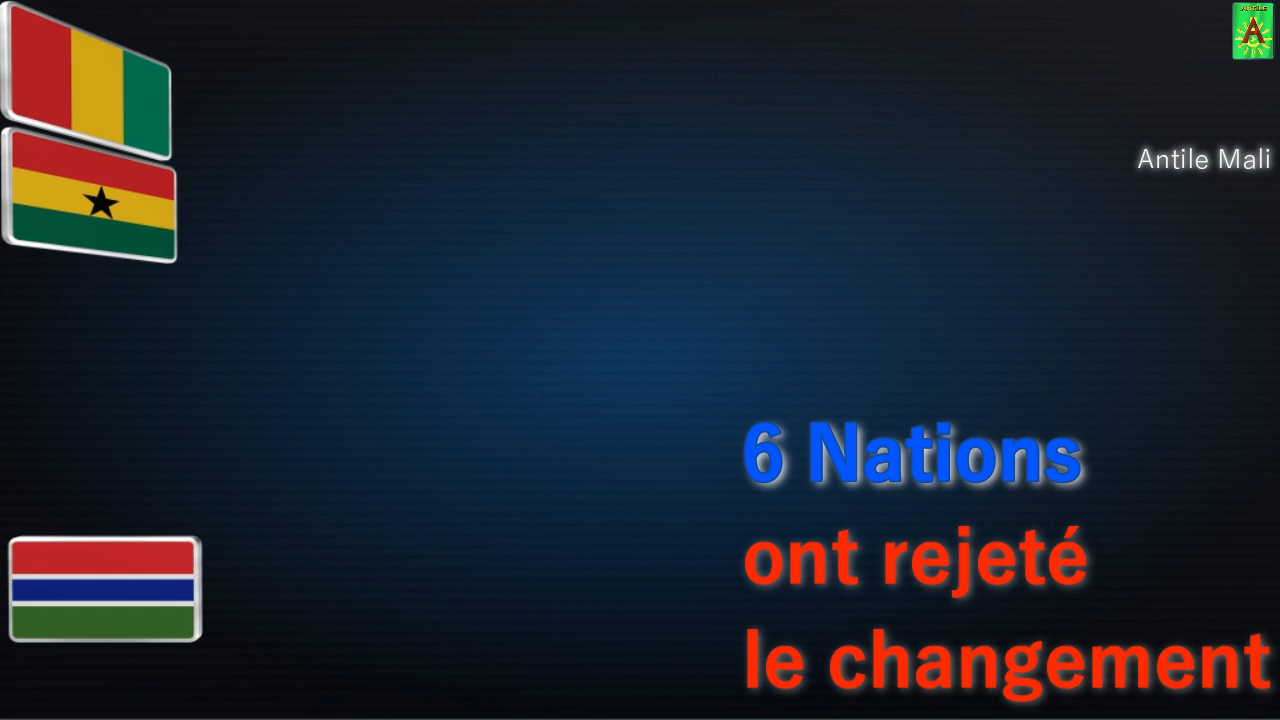 A
Antile Mali
6 Nations
ont rejeté
le changement